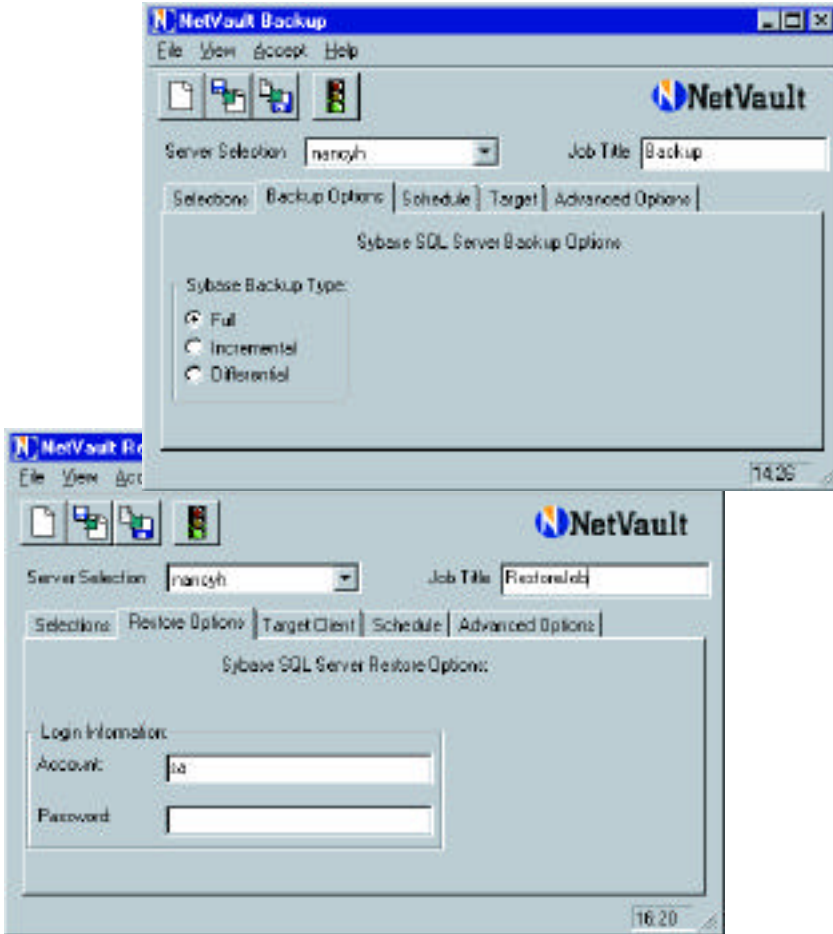 NetVault Backup
File View Accept Help
NetVault
Server Selection nancyh Job Title Backup
Selections Backup Options Schedule Target Advanced Options
Sybase SQL Server Backup Options
Sybase Backup Type:
Full
Incremental
Differential
14:26
NetVault Re
File View Acc
NetVault
Server Selection nancyh Job Title RestoreJob
Selections Restore Options Target Client Schedule Advanced Options
Sybase SQL Server Restore Options:
Login Information:
Account: sa
Password:
16:20